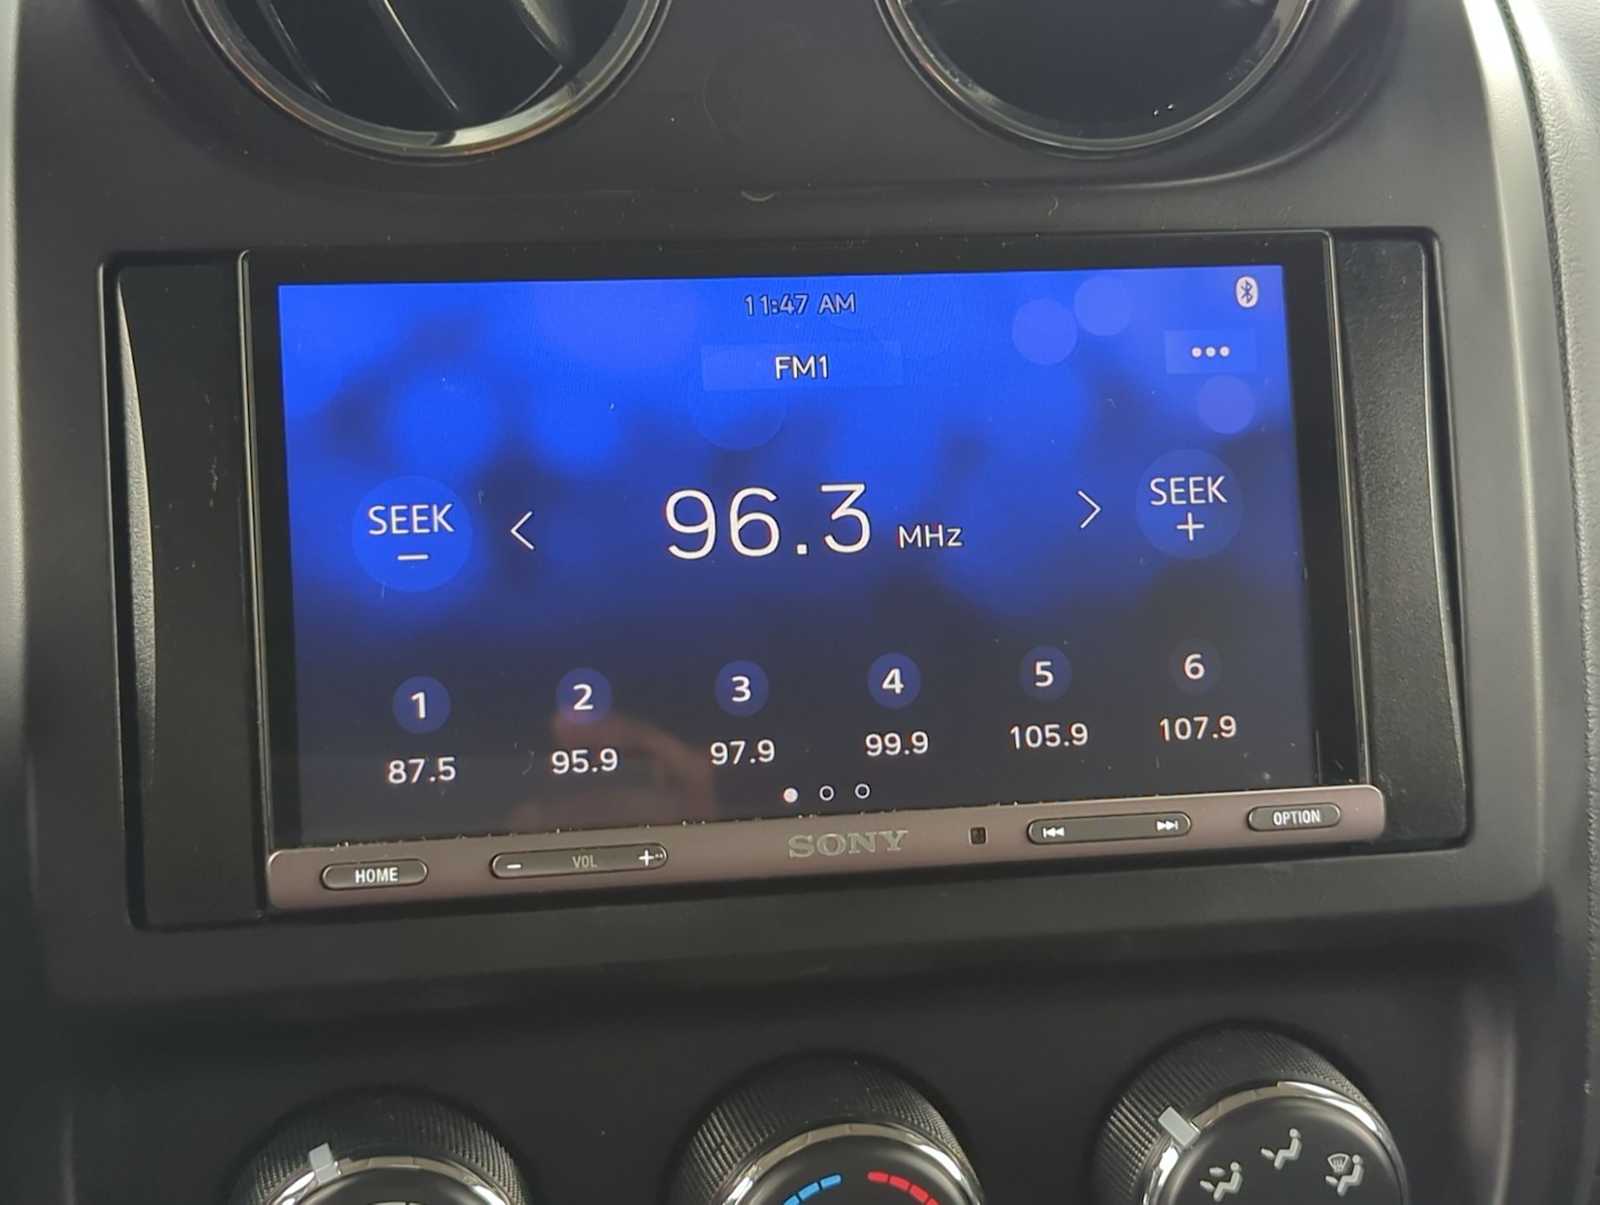 11:47 AM
FM1
•••
SEEK
−
<
96.3 MHz
>
SEEK
+
1 2 3 4 5 6
87.5 95.9 97.9 99.9 105.9 107.9
HOME
− VOL +
SONY
OPTION